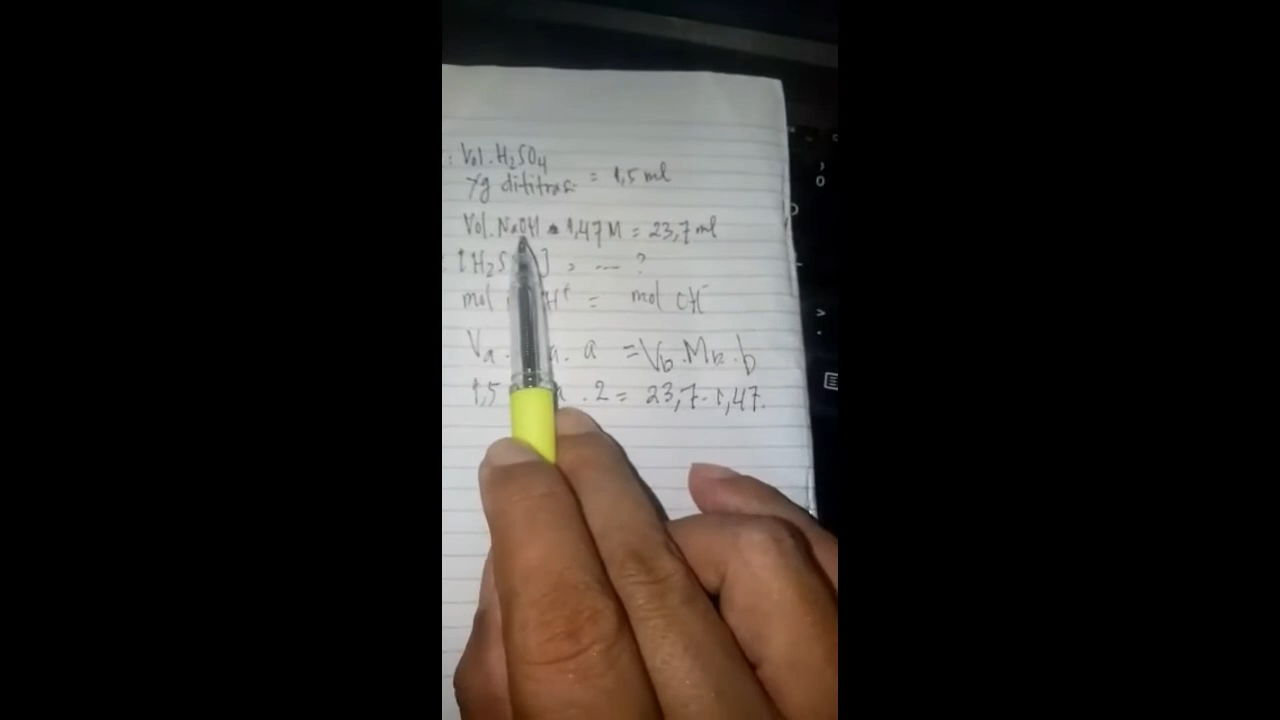 : Vol. H₂SO₄
yg dititrasi = 1,5 ml
Vol. NaOH 1,47 M = 23,7 ml
[H₂S ] = ... ?
mol H⁺ = mol OH⁻
Va . a . a = Vb . Mb . b
1,5 a . 2 = 23,7 . 1,47 .